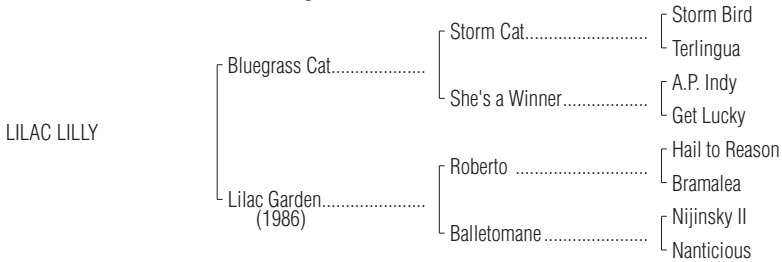 Storm Bird
Storm Cat..........................
Terlingua
Bluegrass Cat....................
A.P. Indy
She's a Winner..................
Get Lucky
LILAC LILLY
Hail to Reason
Roberto ............................
Bramalea
Lilac Garden......................
(1986)
Nijinsky II
Balletomane......................
Nanticious